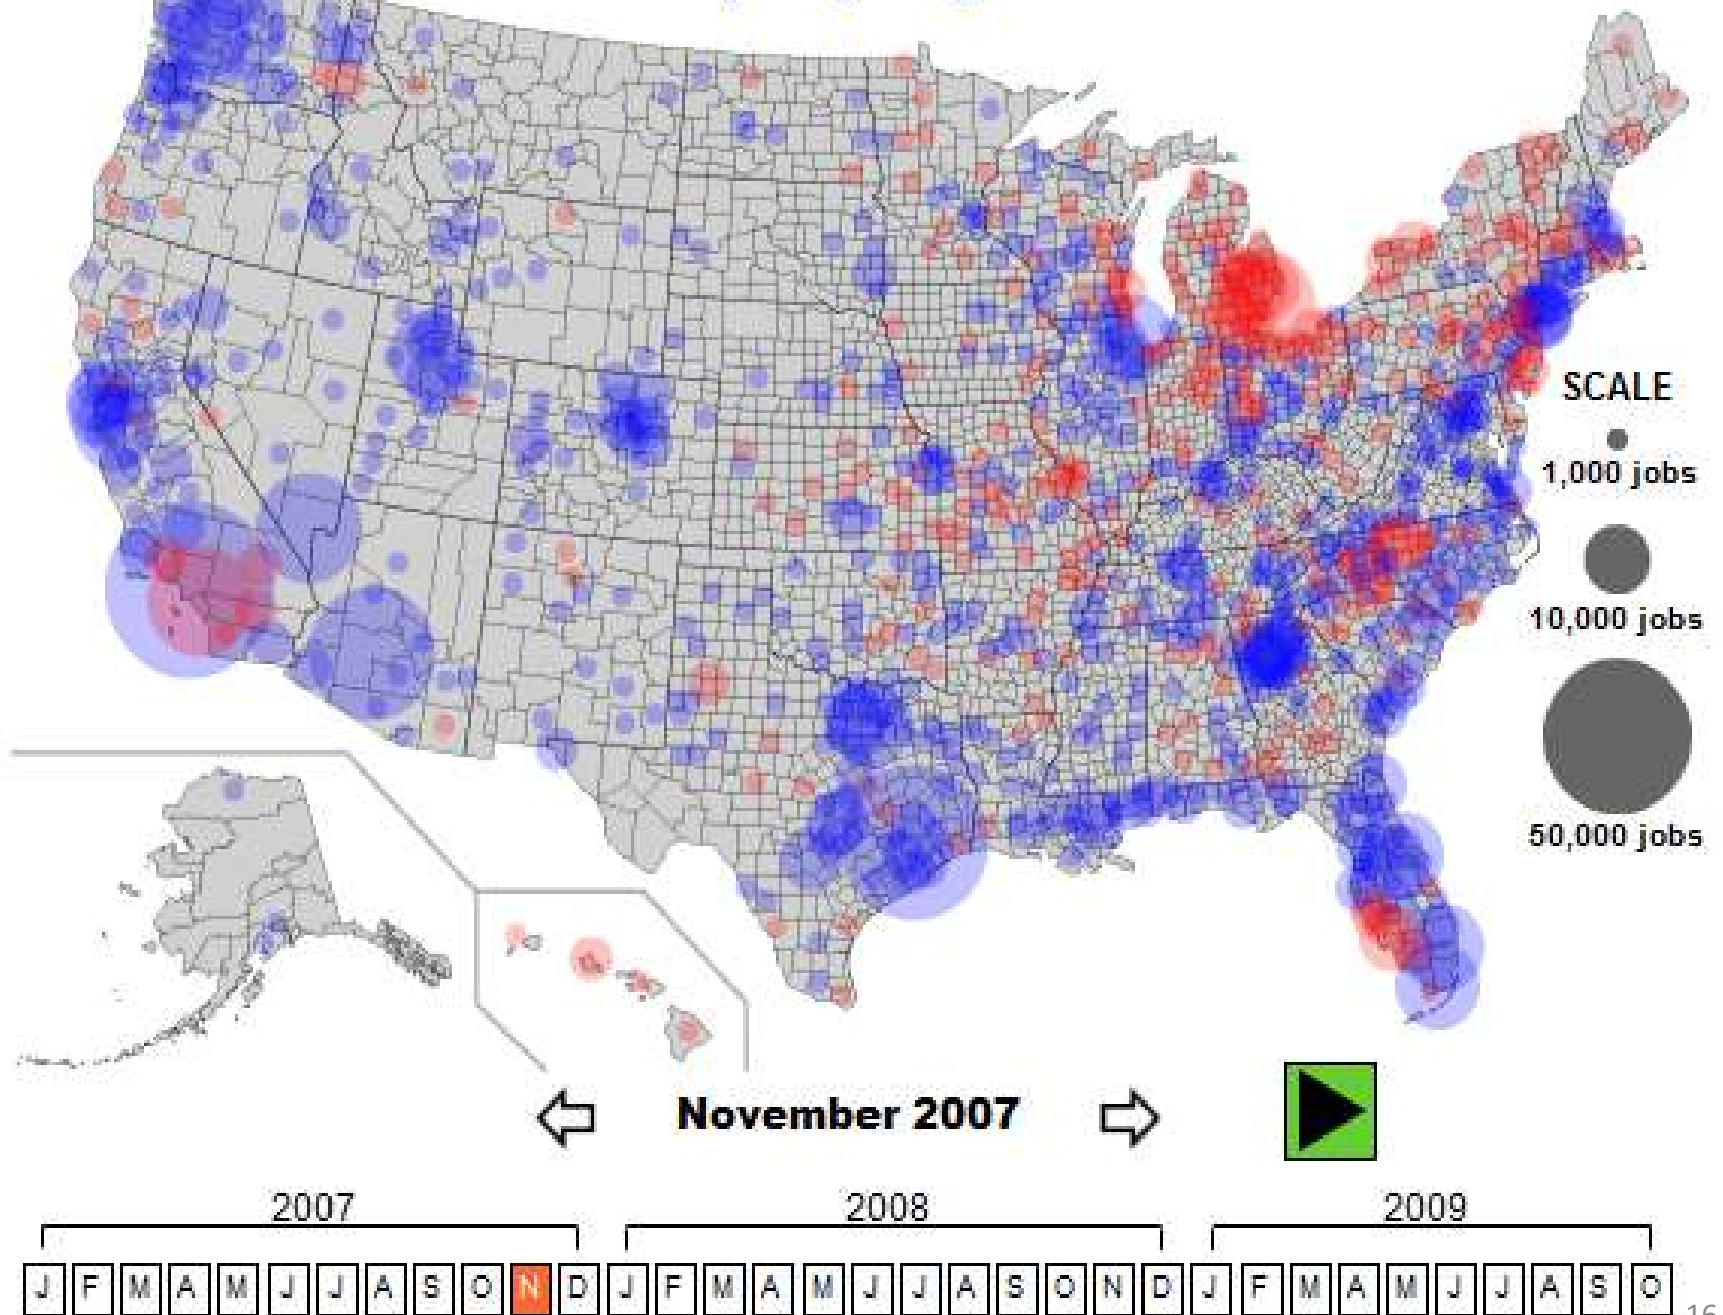 SCALE
1,000 jobs
10,000 jobs
50,000 jobs
November 2007
2007 2008 2009
J F M A M J J A S O N D J F M A M J J A S O N D J F M A M J J A S O